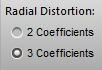 Radial Distortion:
2 Coefficients
3 Coefficients